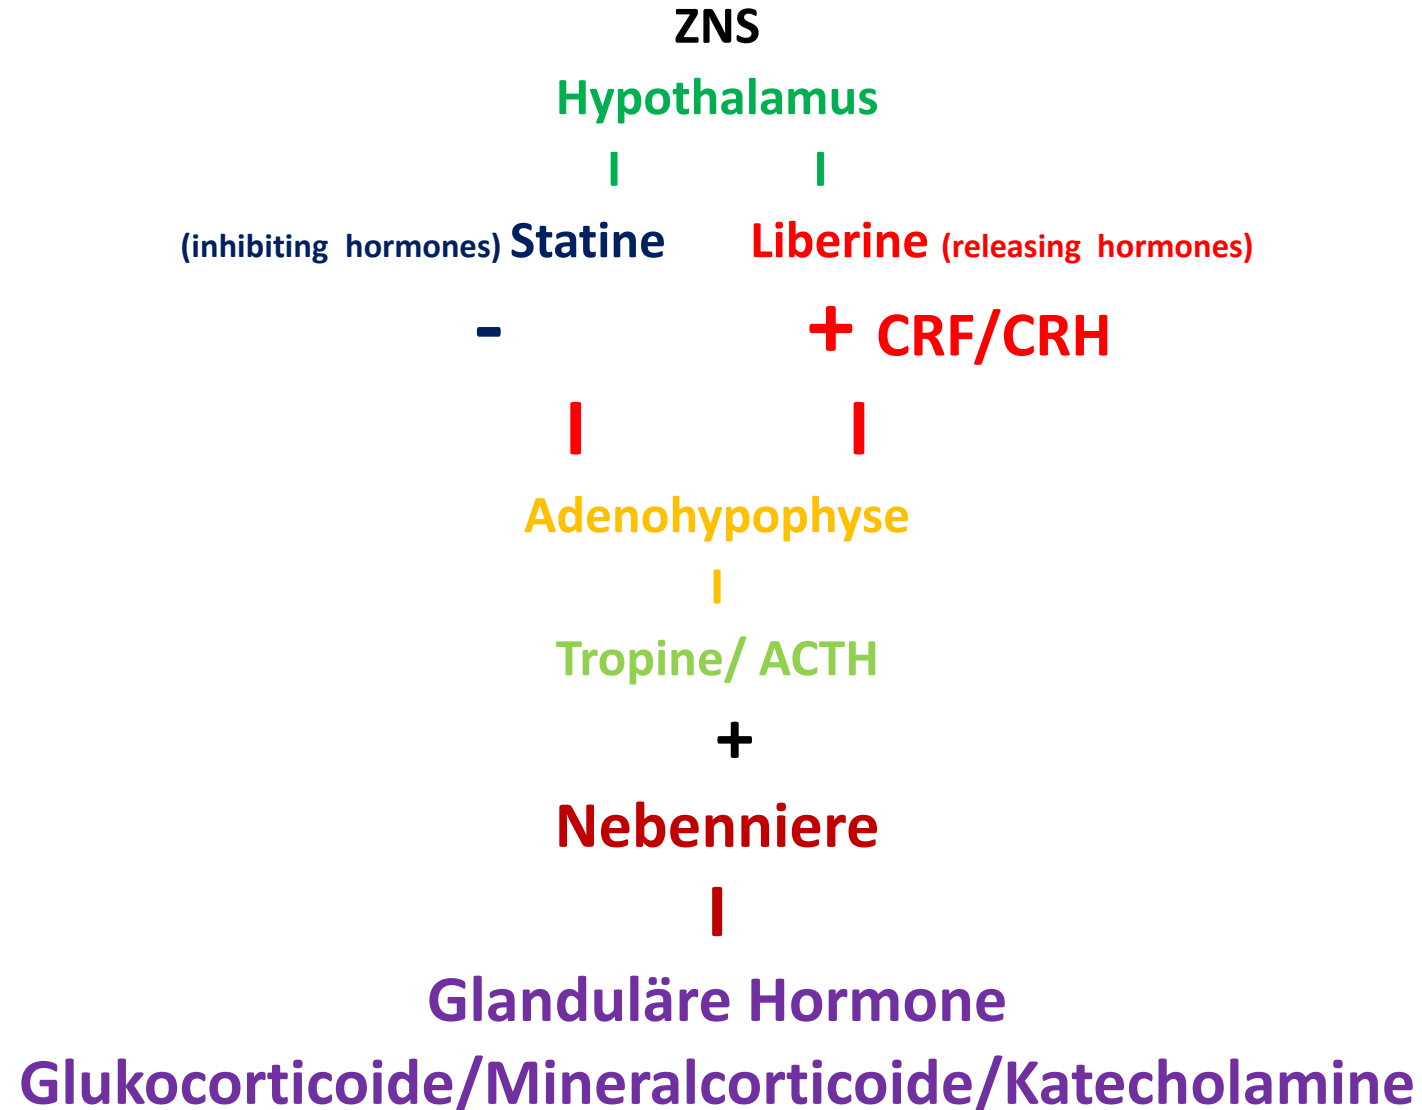 ZNS
Hypothalamus
I I
(inhibiting hormones) Statine Liberine (releasing hormones)
- + CRF/CRH
I I
Adenohypophyse
I
Tropine/ ACTH
+
Nebenniere
I
Glanduläre Hormone
Glukocorticoide/Mineralcorticoide/Katecholamine